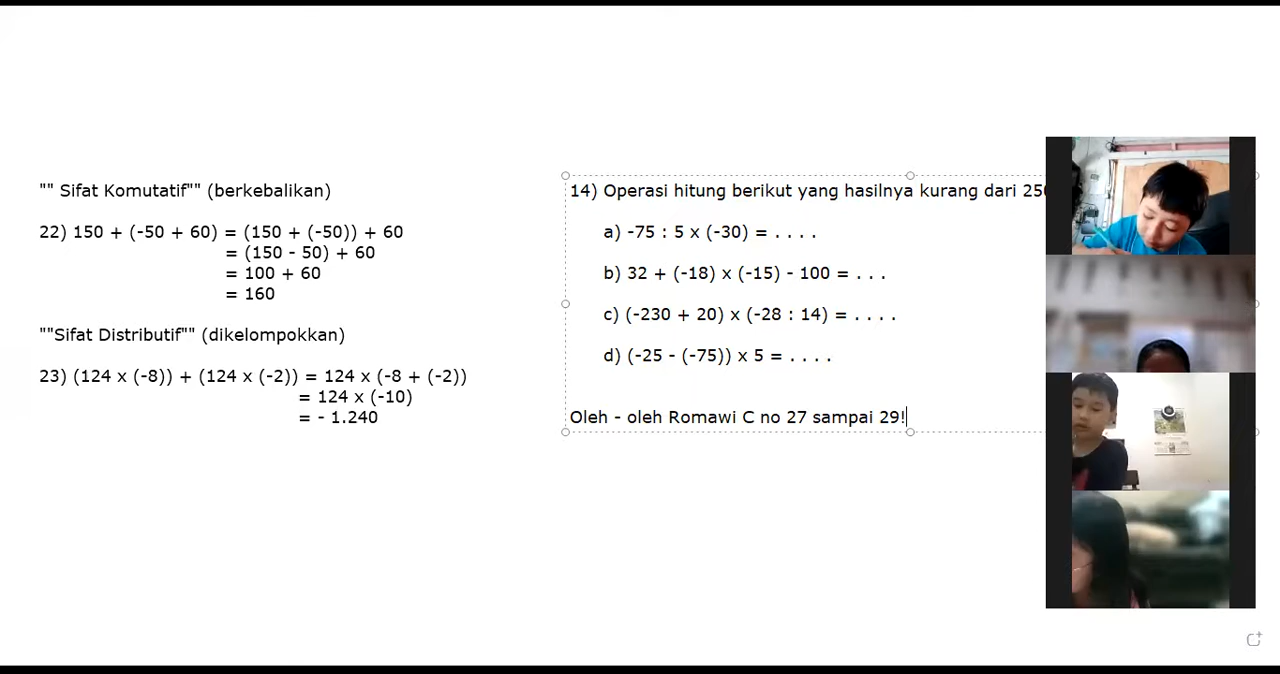 "" Sifat Komutatif"" (berkebalikan)
22) 150 + (-50 + 60) = (150 + (-50)) + 60
= (150 - 50) + 60
= 100 + 60
= 160
""Sifat Distributif"" (dikelompokkan)
23) (124 x (-8)) + (124 x (-2)) = 124 x (-8 + (-2))
= 124 x (-10)
= - 1.240
14) Operasi hitung berikut yang hasilnya kurang dari
a) -75 : 5 x (-30) = . . . .
b) 32 + (-18) x (-15) - 100 = . . .
c) (-230 + 20) x (-28 : 14) = . . . .
d) (-25 - (-75)) x 5 = . . . .
Oleh - oleh Romawi C no 27 sampai 29!